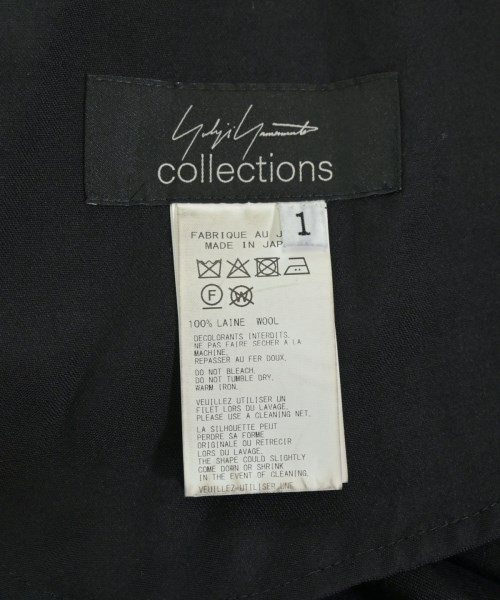 Yohji Yamamoto
collections
1
FABRIQUE AU J
MADE IN JAP
F
W
100% LAINE WOOL
DECOLORANTS INTERDITS.
NE PAS FAIRE SECHER A LA
MACHINE.
REPASSER AU FER DOUX.
DO NOT BLEACH.
DO NOT TUMBLE DRY.
WARM IRON.
VEUILLEZ UTILISER UN
FILET LORS DU LAVAGE.
PLEASE USE A CLEANING NET.
LA SILHOUETTE PEUT
PERDRE SA FORME
ORIGINALE OU RETRECIR
LORS DU LAVAGE.
THE SHAPE COULD SLIGHTLY
COME DOWN OR SHRINK
IN THE EVENT OF CLEANING.
VEUILLEZ UTILISER UNE